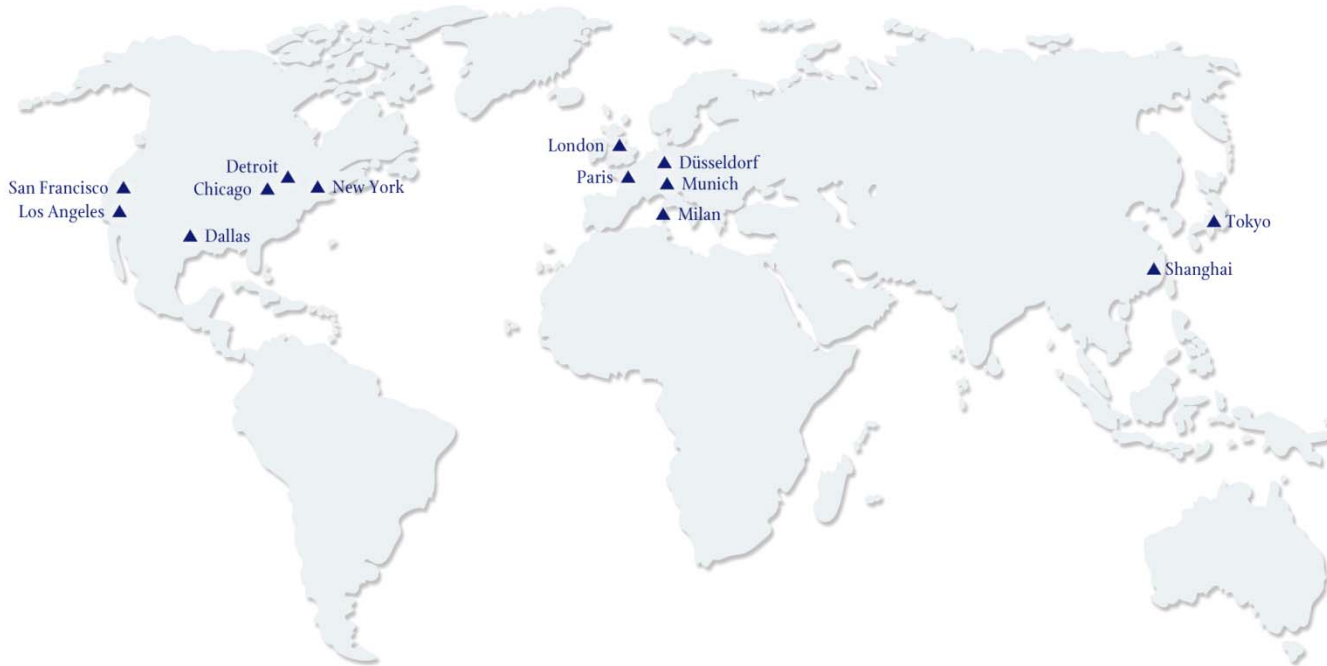 London
Detroit
Düsseldorf
Paris
Munich
San Francisco
Chicago
New York
Los Angeles
Milan
Tokyo
Dallas
Shanghai